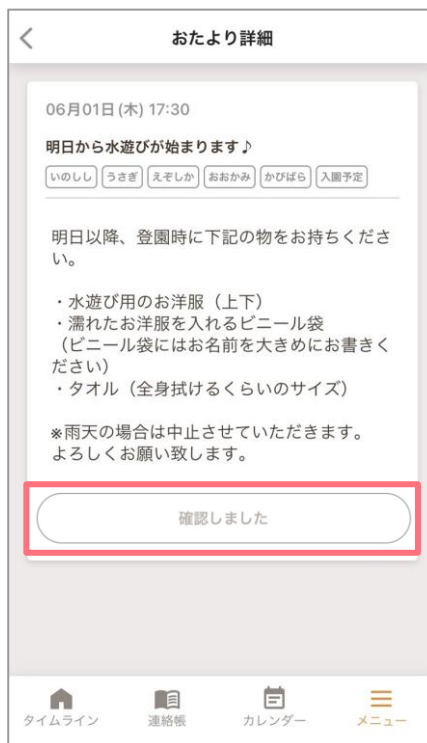 おたより詳細
06月01日(木) 17:30
明日から水遊びが始まります♪
いのしし うさぎ えぞしか おおかみ かぴばら 入園予定
明日以降、登園時に下記の物をお持ちくださ
い。
・水遊び用のお洋服（上下）
・濡れたお洋服を入れるビニール袋
（ビニール袋にはお名前を大きめにお書きく
ださい）
・タオル（全身拭けるくらいのサイズ）
※雨天の場合は中止させていただきます。
よろしくお願い致します。
確認しました
タイムライン 連絡帳 カレンダー メニュー